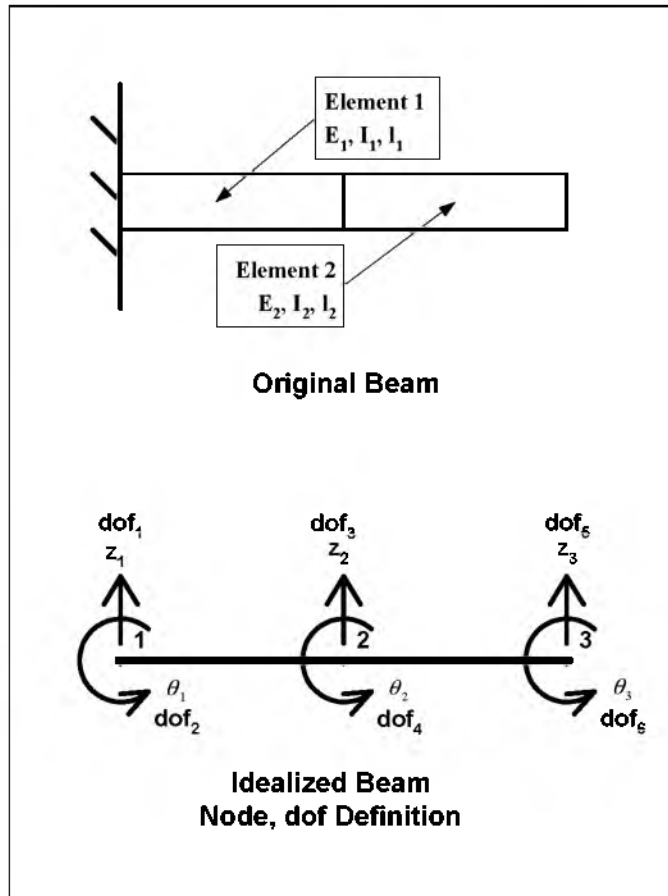 Element 1
E₁, I₁, l₁
Element 2
E₂, I₂, l₂
Original Beam
dof₁ dof₃ dof₅
z₁ z₂ z₃
1 2 3
θ₁ θ₂ θ₃
dof₂ dof₄ dof₆
Idealized Beam
Node, dof Definition